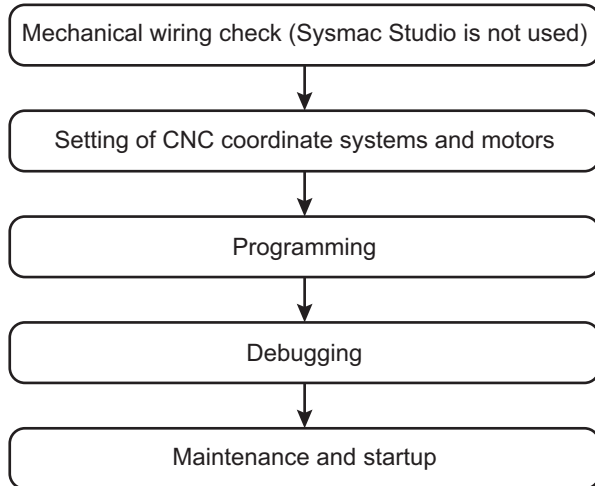 Mechanical wiring check (Sysmac Studio is not used)
Setting of CNC coordinate systems and motors
Programming
Debugging
Maintenance and startup